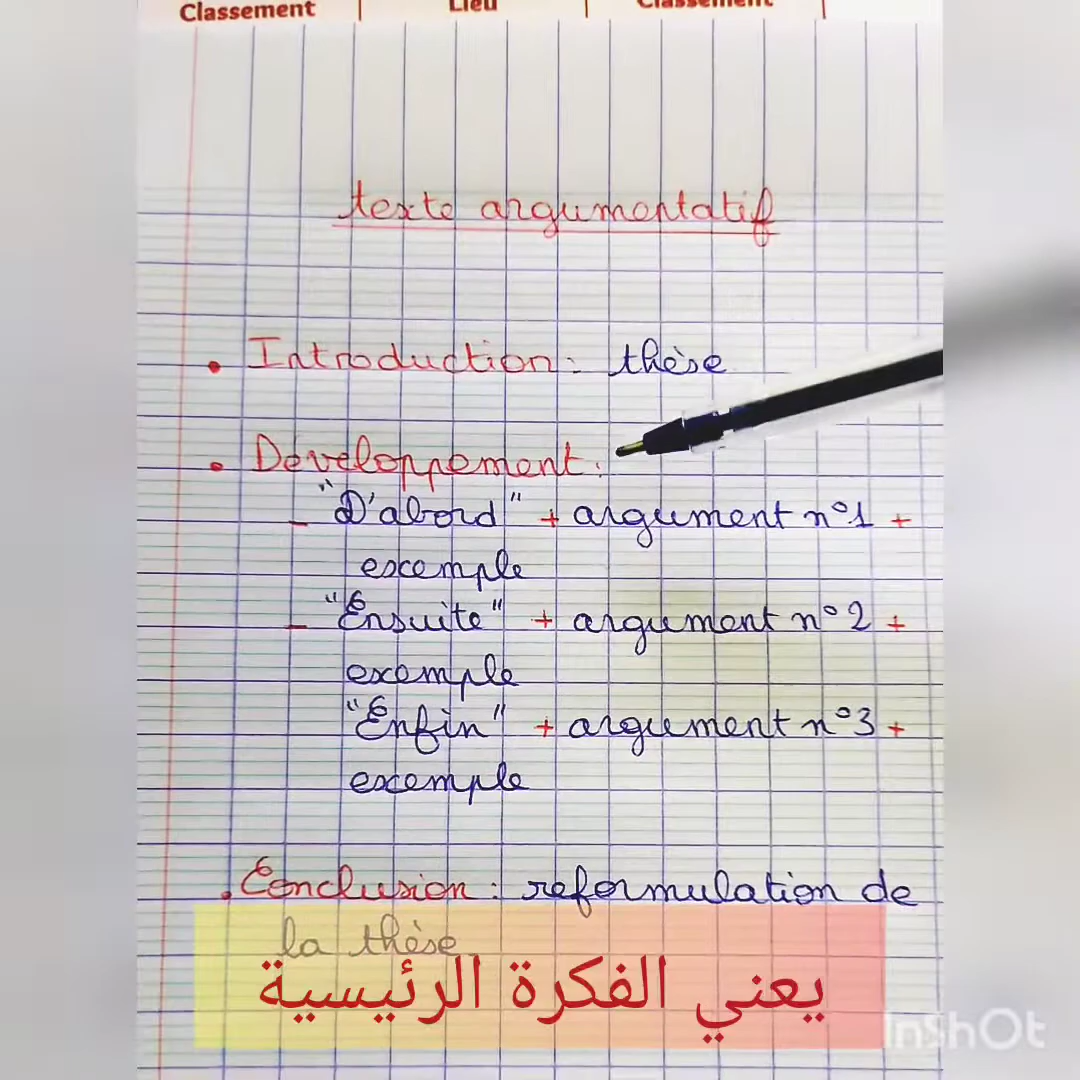 Classement Lieu Classement
texte argumentatif
• Introduction : thèse
• Développement :
- "D'abord" + argument n°1 +
exemple
- "Ensuite" + argument n°2 +
exemple
"Enfin" + argument n°3 +
exemple
• Conclusion : reformulation de
la thèse
يعني الفكرة الرئيسية
InShOt